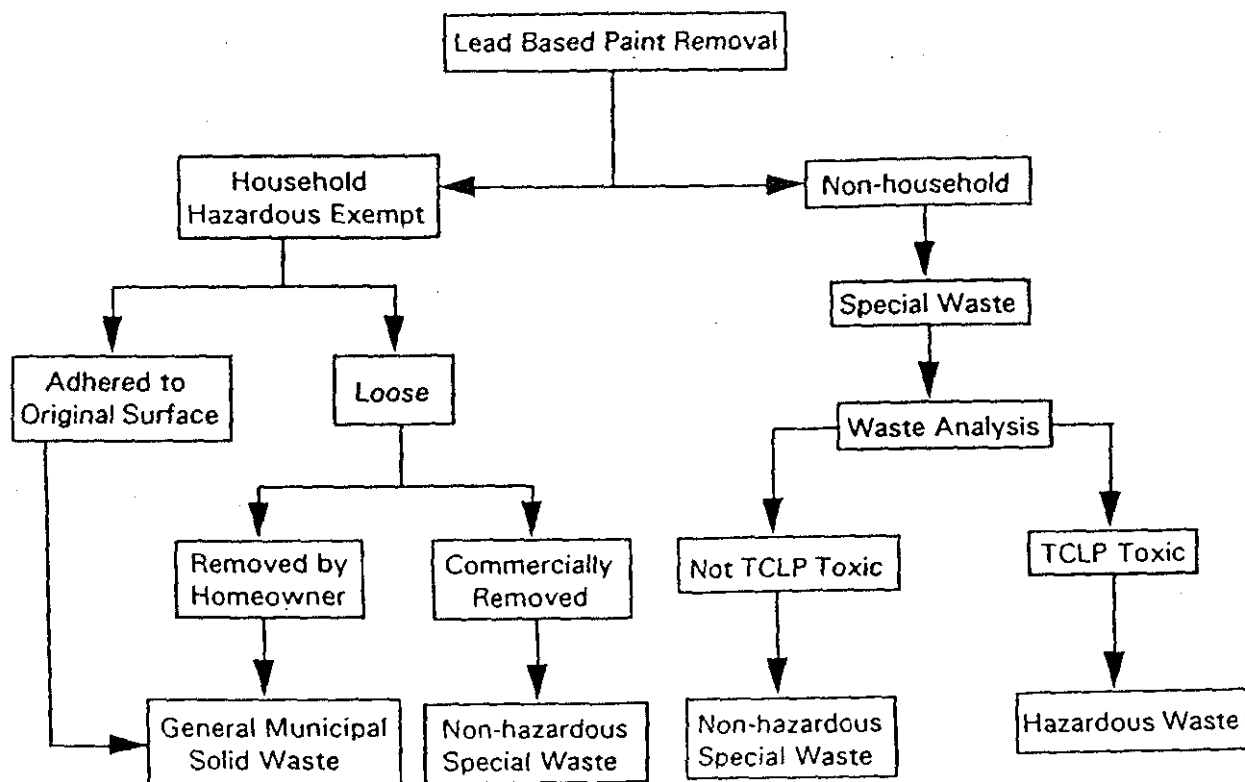 Lead Based Paint Removal
Household
Hazardous Exempt
Non-household
Special Waste
Adhered to
Original Surface
Loose
Waste Analysis
Removed by
Homeowner
Commercially
Removed
Not TCLP Toxic
TCLP Toxic
General Municipal
Solid Waste
Non-hazardous
Special Waste
Non-hazardous
Special Waste
Hazardous Waste